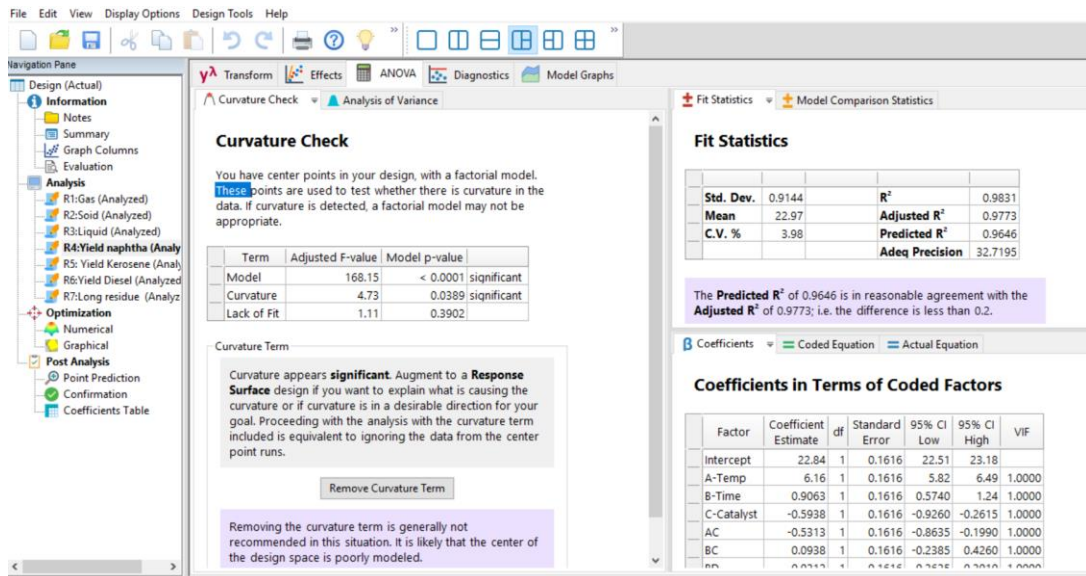 File Edit View Display Options Design Tools Help
Navigation Pane
Design (Actual)
Information
Notes
Summary
Graph Columns
Evaluation
Analysis
R1:Gas (Analyzed)
R2:Soid (Analyzed)
R3:Liquid (Analyzed)
R4:Yield naphtha (Analy
R5: Yield Kerosene (Analy
R6:Yield Diesel (Analyzed
R7:Long residue (Analyz
Optimization
Numerical
Graphical
Post Analysis
Point Prediction
Confirmation
Coefficients Table
yλ Transform Effects ANOVA Diagnostics Model Graphs
Curvature Check Analysis of Variance
Curvature Check
You have center points in your design, with a factorial model.
These points are used to test whether there is curvature in the
data. If curvature is detected, a factorial model may not be
appropriate.
Term Adjusted F-value Model p-value
Model 168.15 < 0.0001 significant
Curvature 4.73 0.0389 significant
Lack of Fit 1.11 0.3902
Curvature Term
Curvature appears significant. Augment to a Response
Surface design if you want to explain what is causing the
curvature or if curvature is in a desirable direction for your
goal. Proceeding with the analysis with the curvature term
included is equivalent to ignoring the data from the center
point runs.
Remove Curvature Term
Removing the curvature term is generally not
recommended in this situation. It is likely that the center of
the design space is poorly modeled.
Fit Statistics Model Comparison Statistics
Fit Statistics
Std. Dev. 0.9144 R² 0.9831
Mean 22.97 Adjusted R² 0.9773
C.V. % 3.98 Predicted R² 0.9646
Adeq Precision 32.7195
The Predicted R² of 0.9646 is in reasonable agreement with the
Adjusted R² of 0.9773; i.e. the difference is less than 0.2.
β Coefficients Coded Equation Actual Equation
Coefficients in Terms of Coded Factors
Factor Coefficient Estimate df Standard Error 95% CI Low 95% CI High VIF
Intercept 22.84 1 0.1616 22.51 23.18
A-Temp 6.16 1 0.1616 5.82 6.49 1.0000
B-Time 0.9063 1 0.1616 0.5740 1.24 1.0000
C-Catalyst -0.5938 1 0.1616 -0.9260 -0.2615 1.0000
AC -0.5313 1 0.1616 -0.8635 -0.1990 1.0000
BC 0.0938 1 0.1616 -0.2385 0.4260 1.0000